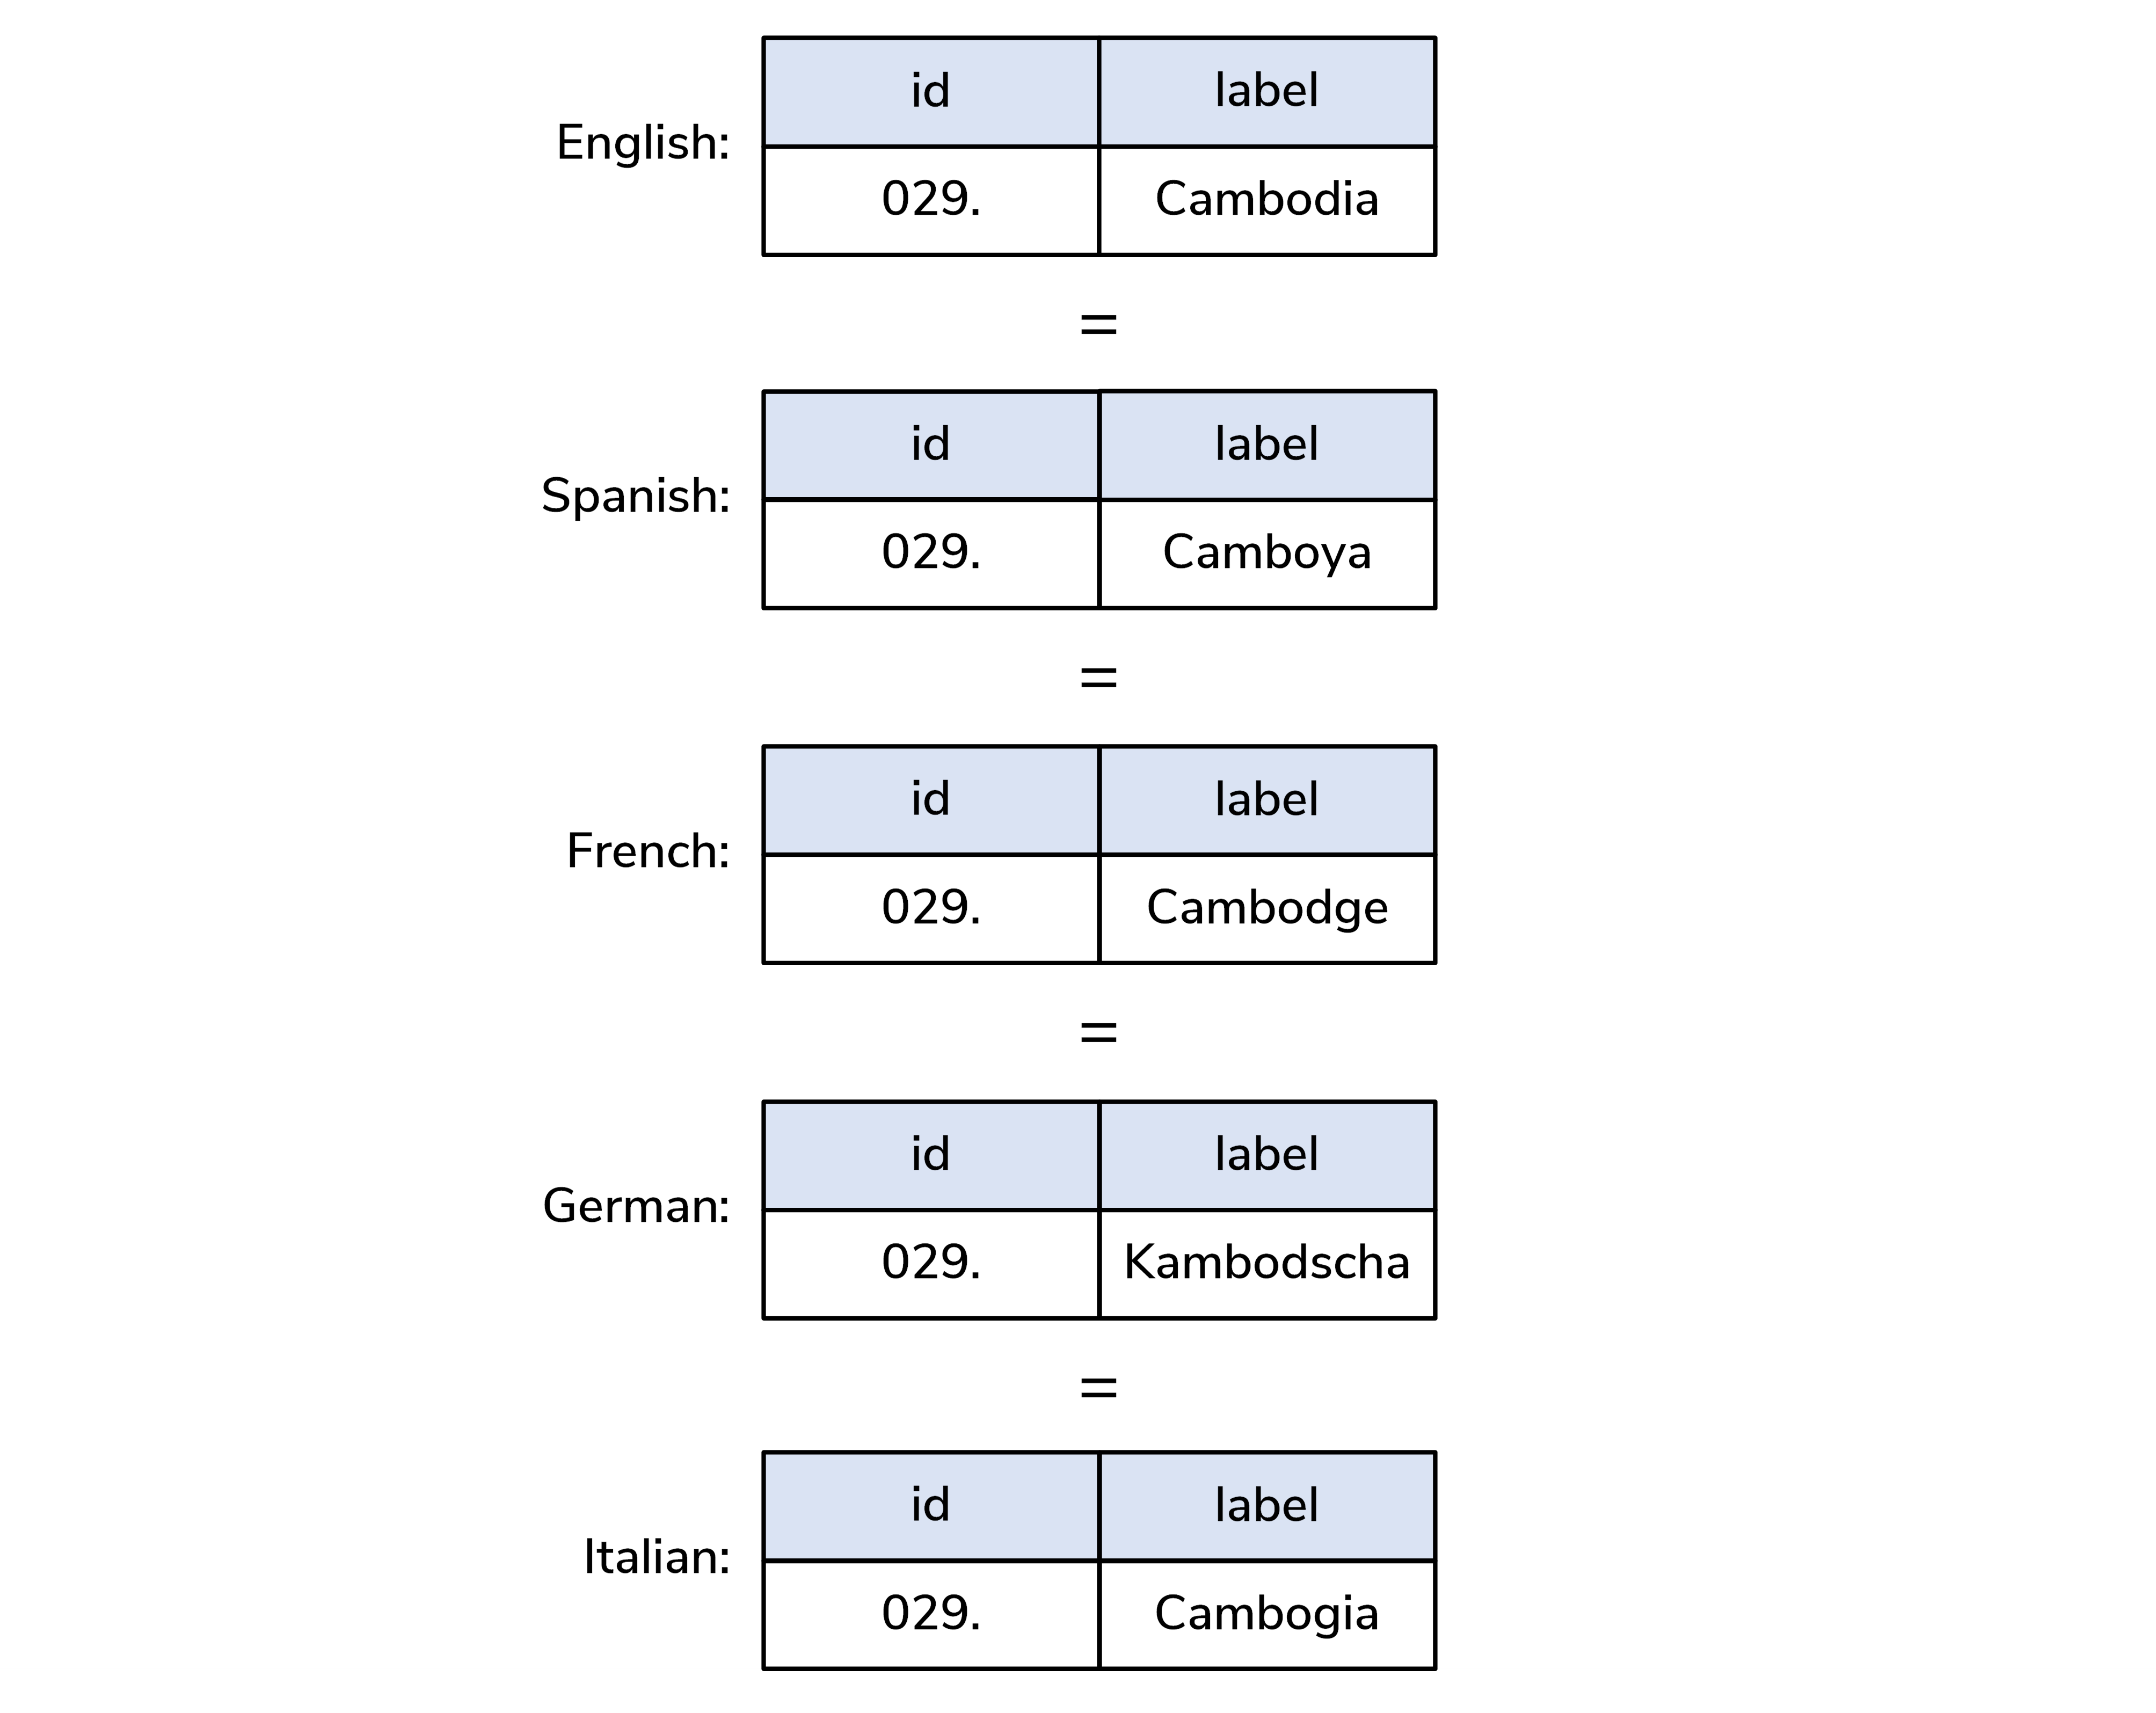 id label
English:
029. Cambodia
=
id label
Spanish:
029. Camboya
=
id label
French:
029. Cambodge
=
id label
German:
029. Kambodscha
=
id label
Italian:
029. Cambogia